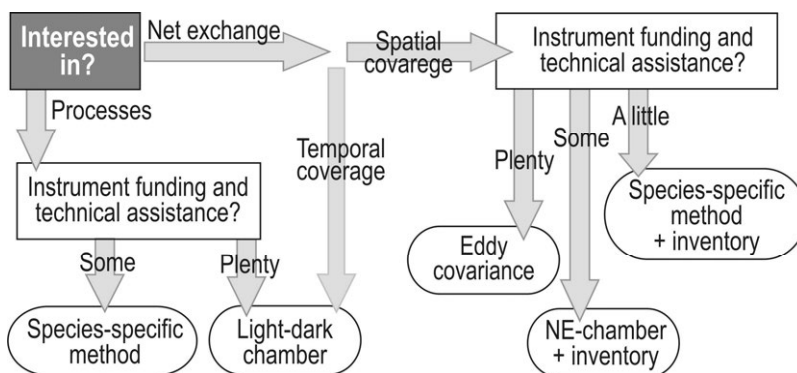 Interested
in?
Net exchange
Spatial
covarege
Instrument funding and
technical assistance?
Processes
Temporal
coverage
Plenty
Some
A little
Instrument funding and
technical assistance?
Species-specific
method
+ inventory
Eddy
covariance
Some
Plenty
Species-specific
method
Light-dark
chamber
NE-chamber
+ inventory